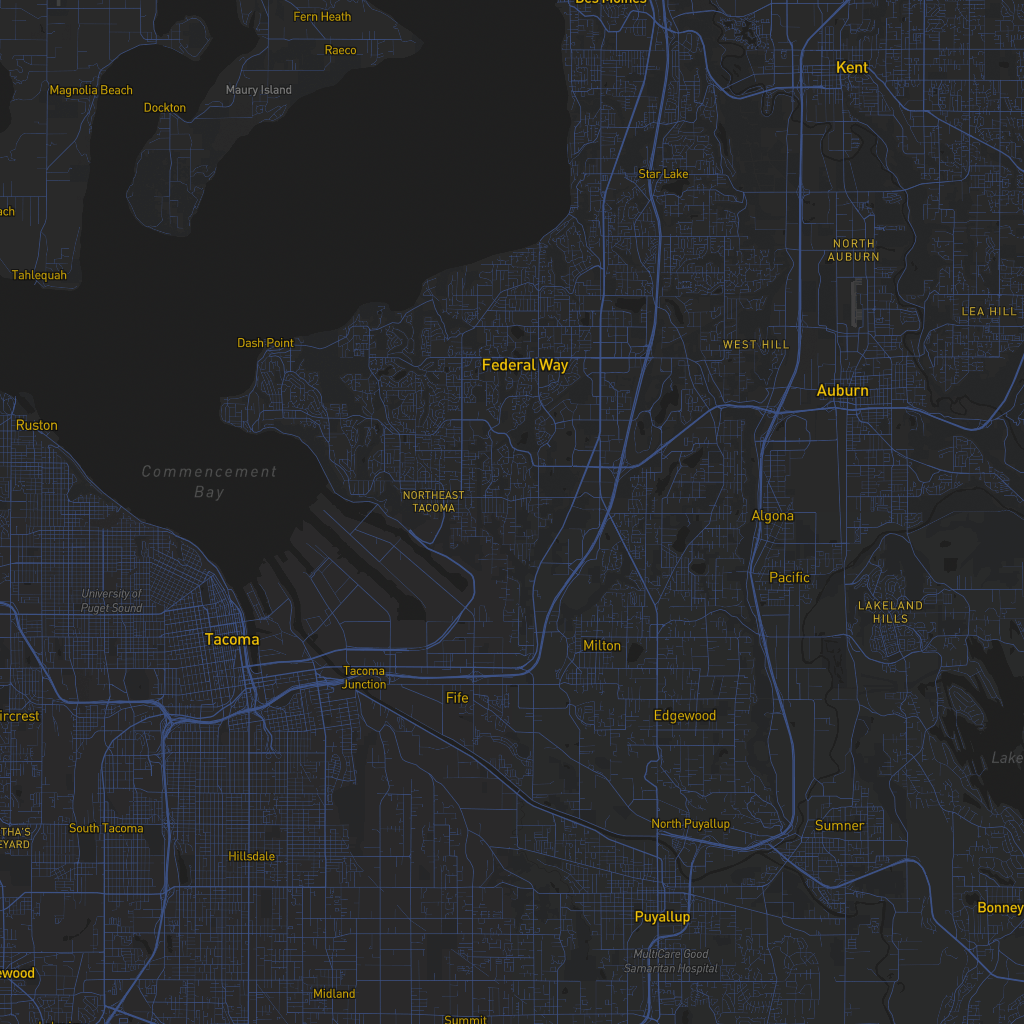 Des Moines
Fern Heath
Raeco
Kent
Magnolia Beach
Maury Island
Dockton
Star Lake
ach
NORTH
AUBURN
Tahlequah
LEA HILL
Dash Point
WEST HILL
Federal Way
Auburn
Ruston
Commencement
Bay
NORTHEAST
TACOMA
Algona
Pacific
University of
Puget Sound
LAKELAND
HILLS
Tacoma
Milton
Tacoma
Junction
Fife
ircrest
Edgewood
Lake
North Puyallup
Sumner
South Tacoma
THA'S
EYARD
Hillsdale
Bonney
Puyallup
MultiCare Good
Samaritan Hospital
ewood
Midland
Summit